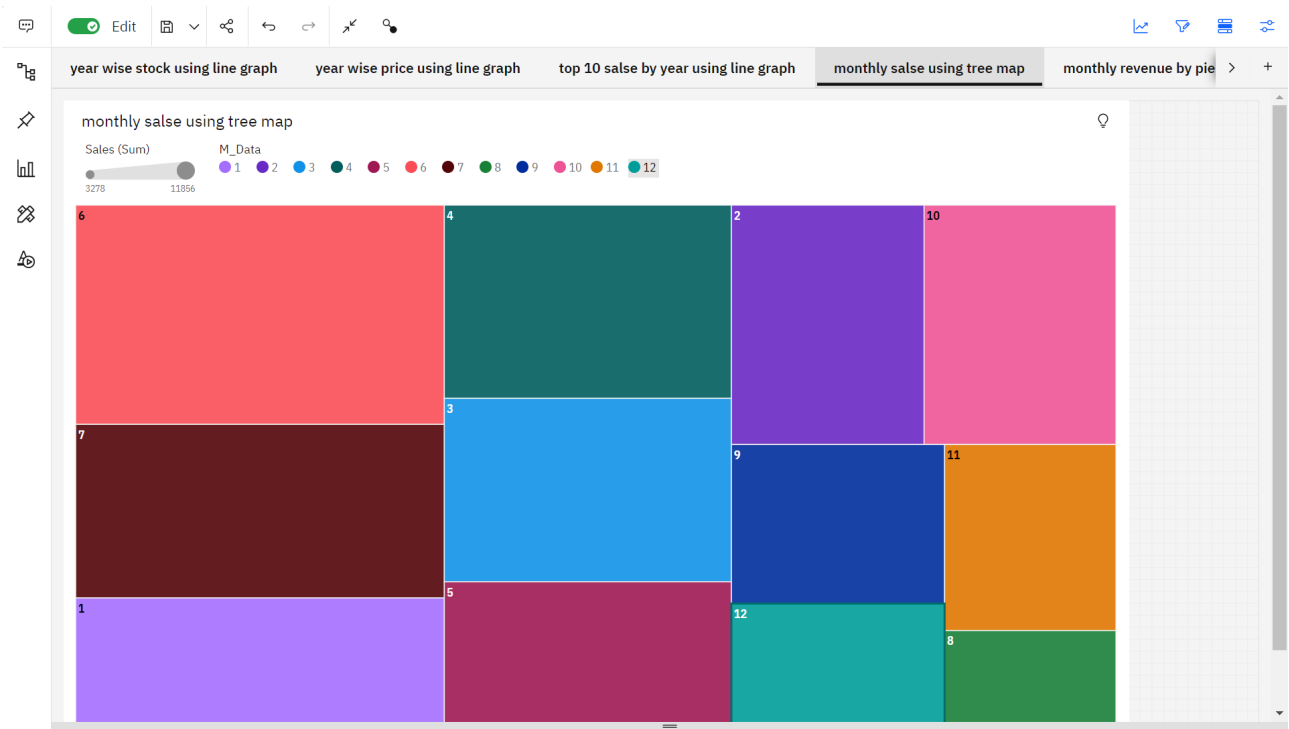 Edit
year wise stock using line graph
year wise price using line graph
top 10 salse by year using line graph
monthly salse using tree map
monthly revenue by pie
monthly salse using tree map
Sales (Sum)
3278 11856
M_Data
1 2 3 4 5 6 7 8 9 10 11 12
6
4
2
10
3
7
9
11
5
1
12
8